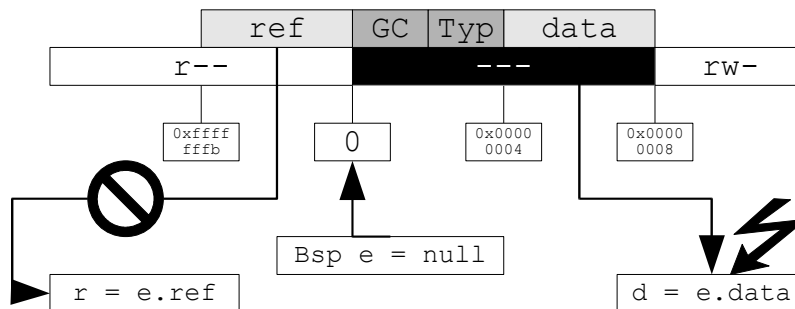 ref GC Typ data
r-- --- rw-
0xffff 0 0x0000 0x0000
fffb 0004 0008
Bsp e = null
r = e.ref d = e.data